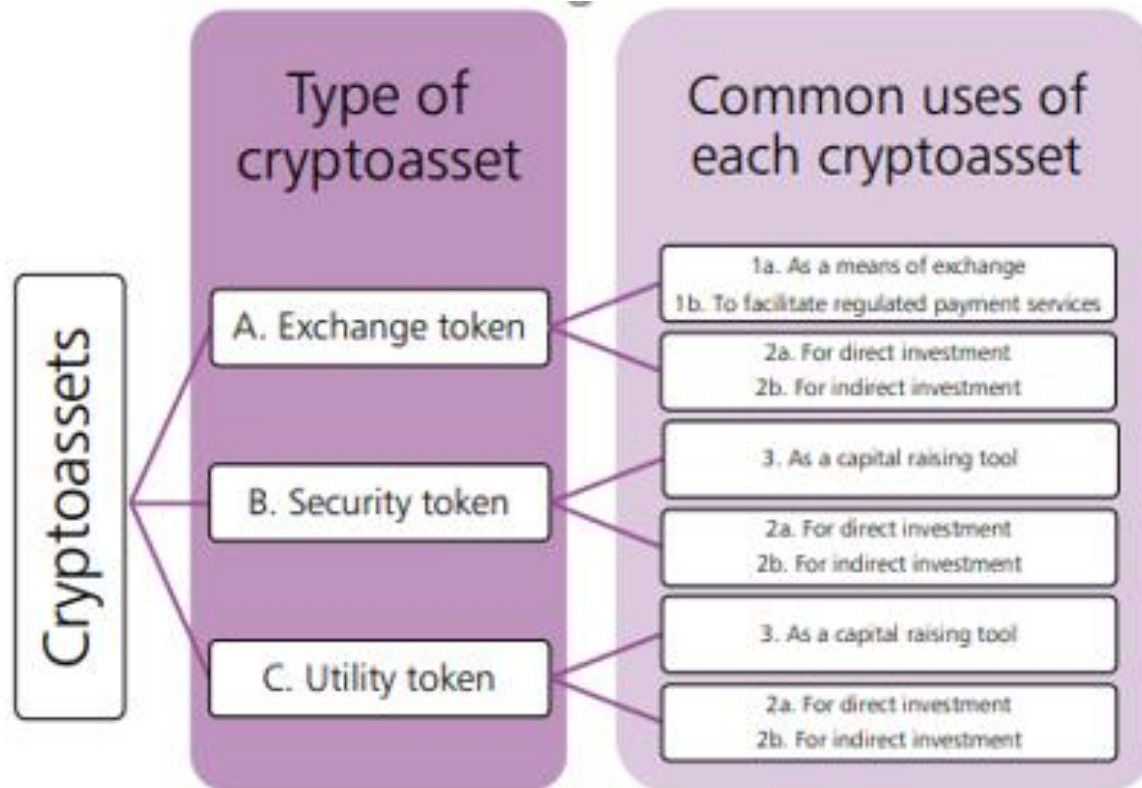 Type of
cryptoasset
Common uses of
each cryptoasset
Cryptoassets
A. Exchange token
1a. As a means of exchange
1b. To facilitate regulated payment services
2a. For direct investment
2b. For indirect investment
B. Security token
3. As a capital raising tool
2a. For direct investment
2b. For indirect investment
C. Utility token
3. As a capital raising tool
2a. For direct investment
2b. For indirect investment